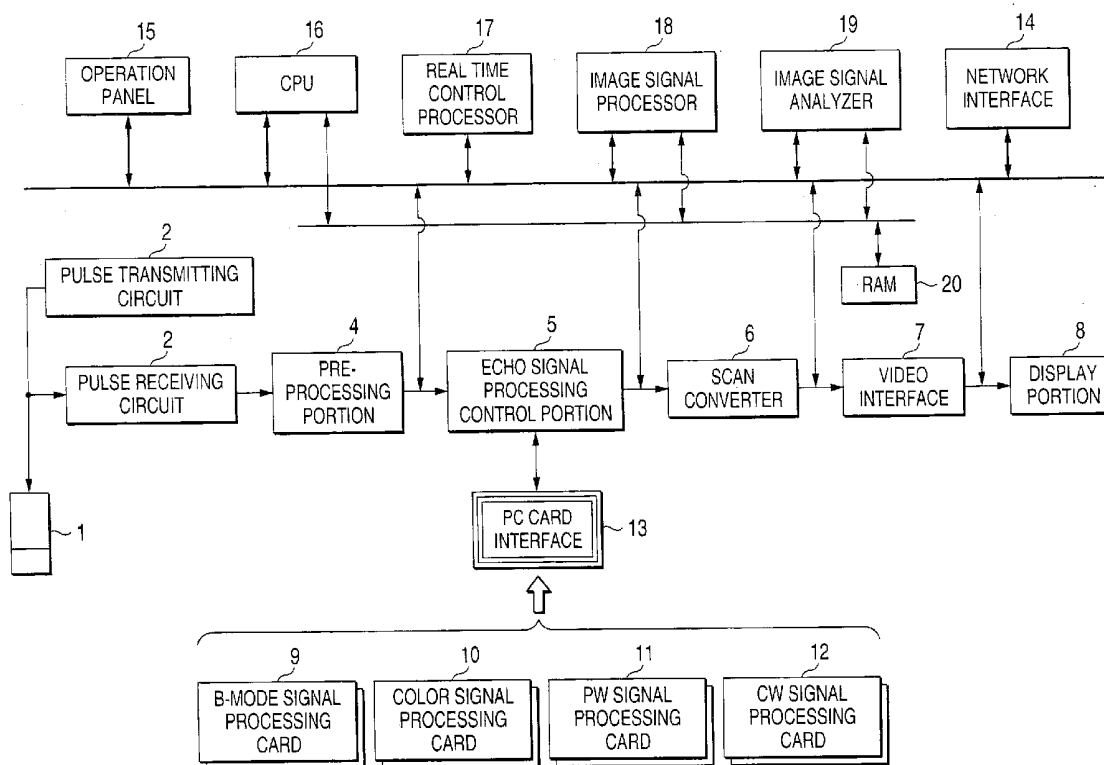 15
16
17
18
19
14
OPERATION
PANEL
CPU
REAL TIME
CONTROL
PROCESSOR
IMAGE SIGNAL
PROCESSOR
IMAGE SIGNAL
ANALYZER
NETWORK
INTERFACE
2
PULSE TRANSMITTING
CIRCUIT
RAM
20
2
PULSE RECEIVING
CIRCUIT
4
PRE-
PROCESSING
PORTION
5
ECHO SIGNAL
PROCESSING
CONTROL PORTION
6
SCAN
CONVERTER
7
VIDEO
INTERFACE
8
DISPLAY
PORTION
1
PC CARD
INTERFACE
13
9
B-MODE SIGNAL
PROCESSING
CARD
10
COLOR SIGNAL
PROCESSING
CARD
11
PW SIGNAL
PROCESSING
CARD
12
CW SIGNAL
PROCESSING
CARD